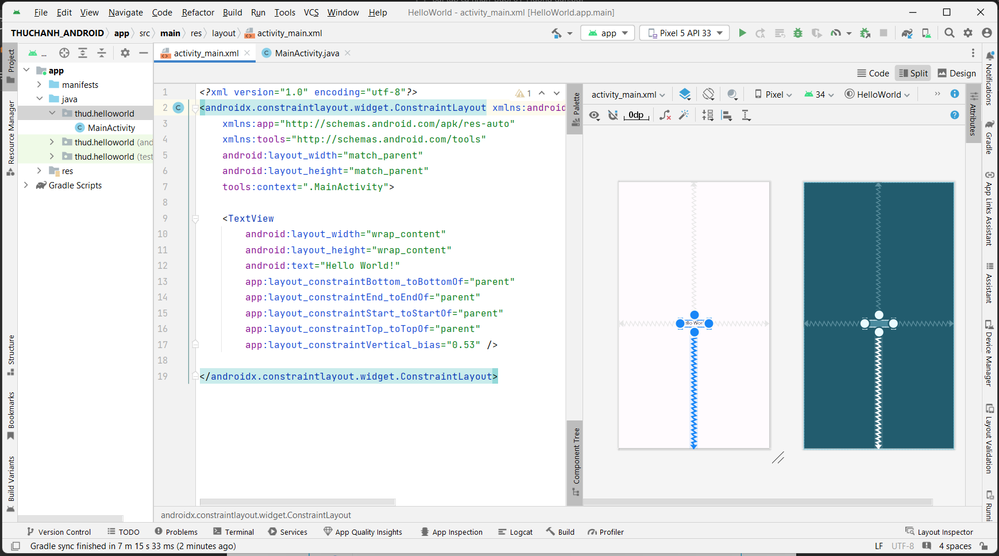 File Edit View Navigate Code Refactor Build Run Tools VCS Window Help HelloWorld - activity_main.xml [HelloWorld.app.main]
THUCHANH_ANDROID app src main res layout activity_main.xml app Pixel 5 API 33
... activity_main.xml MainActivity.java
Code Split Design
Project
Resource Manager
Structure
Bookmarks
Build Variants
app
manifests
java
thud.helloworld
MainActivity
thud.helloworld (and
thud.helloworld (test
res
Gradle Scripts
1 <?xml version="1.0" encoding="utf-8"?> 1
2 <androidx.constraintlayout.widget.ConstraintLayout xmlns:android
3 xmlns:app="http://schemas.android.com/apk/res-auto"
4 xmlns:tools="http://schemas.android.com/tools"
5 android:layout_width="match_parent"
6 android:layout_height="match_parent"
7 tools:context=".MainActivity">
8
9 <TextView
10 android:layout_width="wrap_content"
11 android:layout_height="wrap_content"
12 android:text="Hello World!"
13 app:layout_constraintBottom_toBottomOf="parent"
14 app:layout_constraintEnd_toEndOf="parent"
15 app:layout_constraintStart_toStartOf="parent"
16 app:layout_constraintTop_toTopOf="parent"
17 app:layout_constraintVertical_bias="0.53" />
18
19 </androidx.constraintlayout.widget.ConstraintLayout>
androidx.constraintlayout.widget.ConstraintLayout
Palette
Component Tree
activity_main.xml Pixel 34 HelloWorld
0dp
Attributes
Notifications
Gradle
App Links Assistant
Assistant
Device Manager
Layout Validation
Runni
Version Control TODO Problems Terminal Services App Quality Insights App Inspection Logcat Build Profiler Layout Inspector
Gradle sync finished in 7 m 15 s 33 ms (2 minutes ago) LF UTF-8 4 spaces